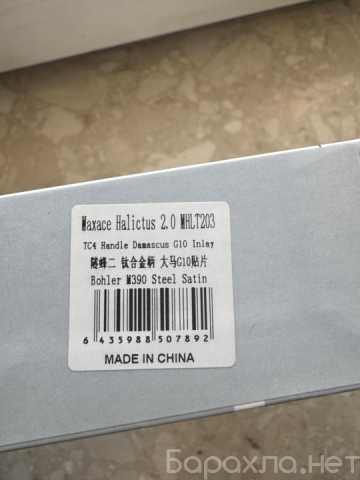 Maxace Halictus 2.0 MHLT203
TC4 Handle Damascus G10 Inlay
隧蜂二 钛合金柄 大马G10贴片
Bohler M390 Steel Satin
6 435988 507892
MADE IN CHINA
Барахла.нет